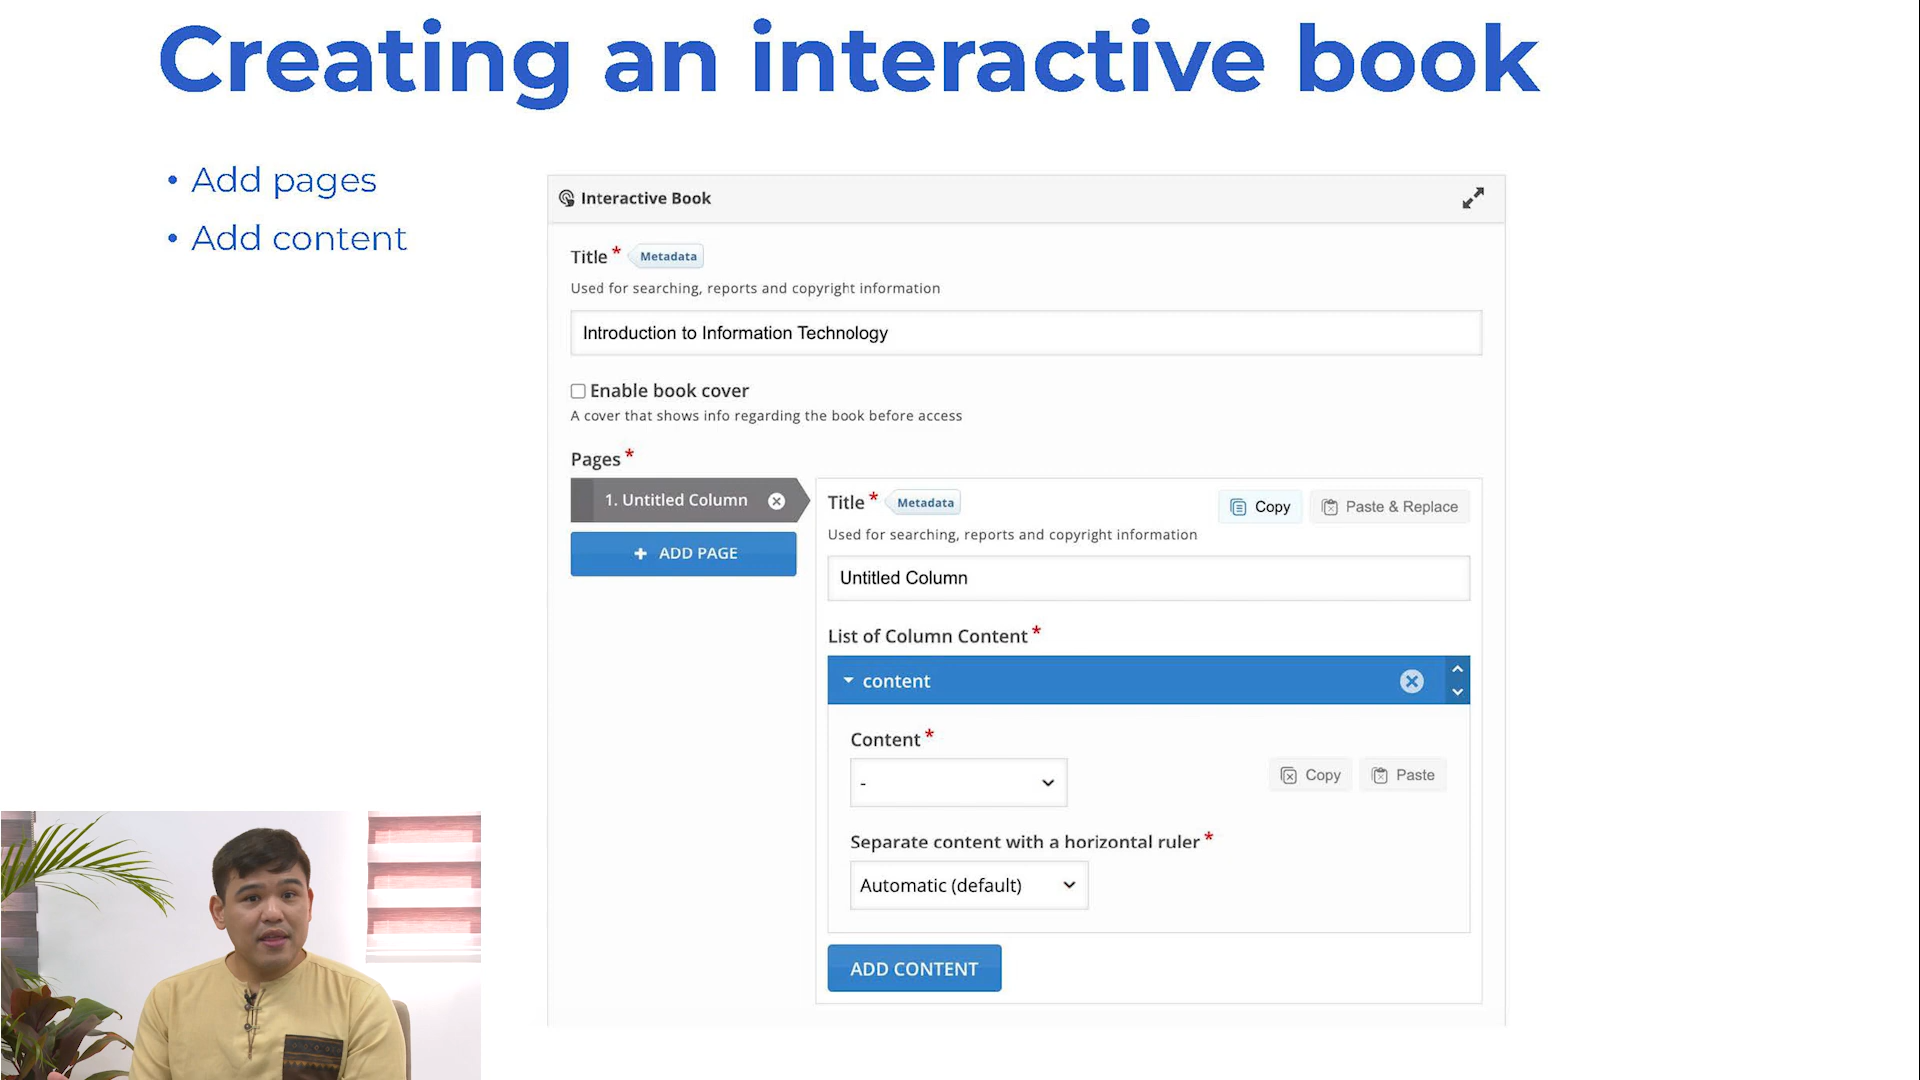 Creating an interactive book
• Add pages
• Add content
Interactive Book
Title * Metadata
Used for searching, reports and copyright information
Introduction to Information Technology
Enable book cover
A cover that shows info regarding the book before access
Pages *
1. Untitled Column
+ ADD PAGE
Title * Metadata
Copy
Paste & Replace
Used for searching, reports and copyright information
Untitled Column
List of Column Content *
content
Content *
-
Copy
Paste
Separate content with a horizontal ruler *
Automatic (default)
ADD CONTENT